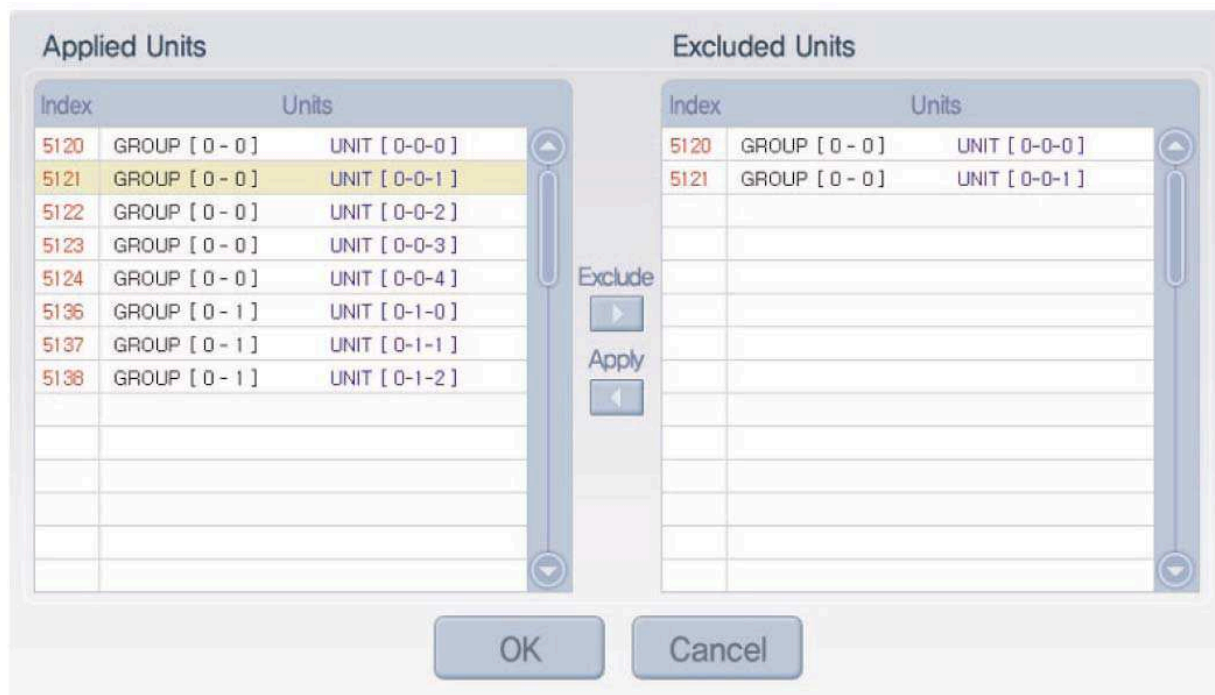 Applied Units
Index Units
5120 GROUP [ 0 - 0 ] UNIT [ 0-0-0 ]
5121 GROUP [ 0 - 0 ] UNIT [ 0-0-1 ]
5122 GROUP [ 0 - 0 ] UNIT [ 0-0-2 ]
5123 GROUP [ 0 - 0 ] UNIT [ 0-0-3 ]
5124 GROUP [ 0 - 0 ] UNIT [ 0-0-4 ]
5136 GROUP [ 0 - 1 ] UNIT [ 0-1-0 ]
5137 GROUP [ 0 - 1 ] UNIT [ 0-1-1 ]
5138 GROUP [ 0 - 1 ] UNIT [ 0-1-2 ]
Exclude
Apply
Excluded Units
Index Units
5120 GROUP [ 0 - 0 ] UNIT [ 0-0-0 ]
5121 GROUP [ 0 - 0 ] UNIT [ 0-0-1 ]
OK
Cancel